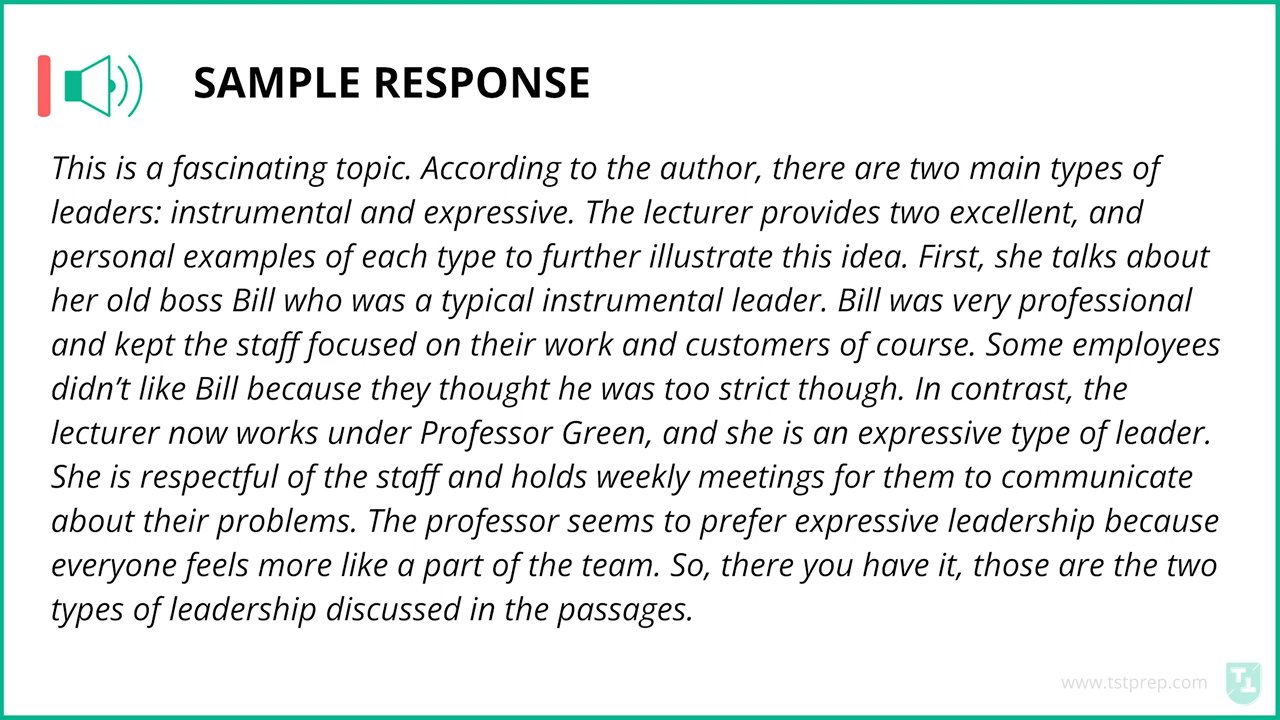 SAMPLE RESPONSE
This is a fascinating topic. According to the author, there are two main types of
leaders: instrumental and expressive. The lecturer provides two excellent, and
personal examples of each type to further illustrate this idea. First, she talks about
her old boss Bill who was a typical instrumental leader. Bill was very professional
and kept the staff focused on their work and customers of course. Some employees
didn’t like Bill because they thought he was too strict though. In contrast, the
lecturer now works under Professor Green, and she is an expressive type of leader.
She is respectful of the staff and holds weekly meetings for them to communicate
about their problems. The professor seems to prefer expressive leadership because
everyone feels more like a part of the team. So, there you have it, those are the two
types of leadership discussed in the passages.
www.tstprep.com